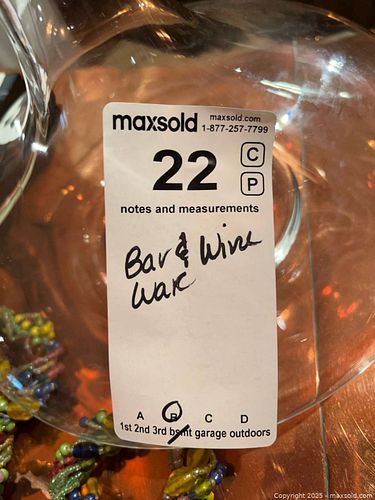 maxsold maxsold.com
1-877-257-7799
22 C
P
notes and measurements
Bar & Wine
Ware
A B C D
1st 2nd 3rd bsmt garage outdoors
Copyright 2025 - maxsold.com